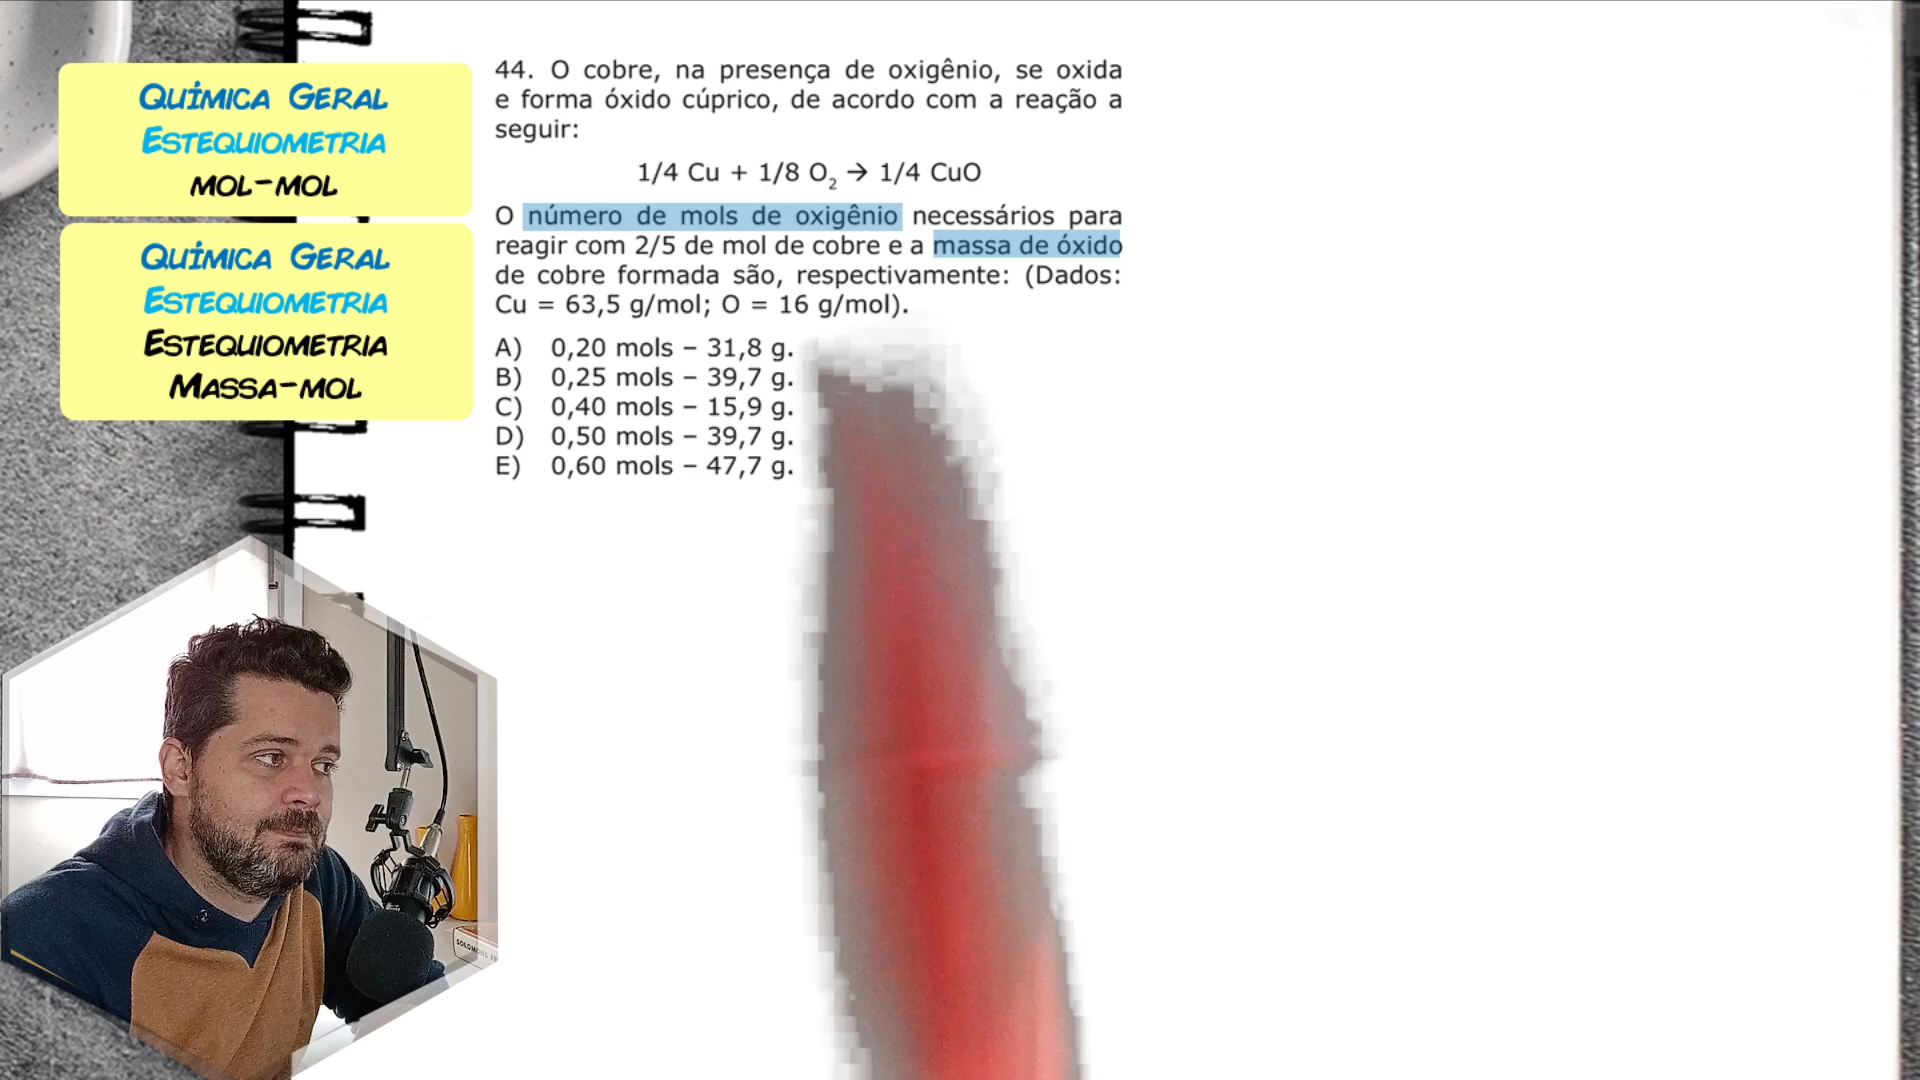 Química Geral
Estequiometria
mol-mol
Química Geral
Estequiometria
Estequiometria
Massa-mol
44. O cobre, na presença de oxigênio, se oxida
e forma óxido cúprico, de acordo com a reação a
seguir:
1/4 Cu + 1/8 O₂ → 1/4 CuO
O número de mols de oxigênio necessários para
reagir com 2/5 de mol de cobre e a massa de óxido
de cobre formada são, respectivamente: (Dados:
Cu = 63,5 g/mol; O = 16 g/mol).
A) 0,20 mols – 31,8 g.
B) 0,25 mols – 39,7 g.
C) 0,40 mols – 15,9 g.
D) 0,50 mols – 39,7 g.
E) 0,60 mols – 47,7 g.